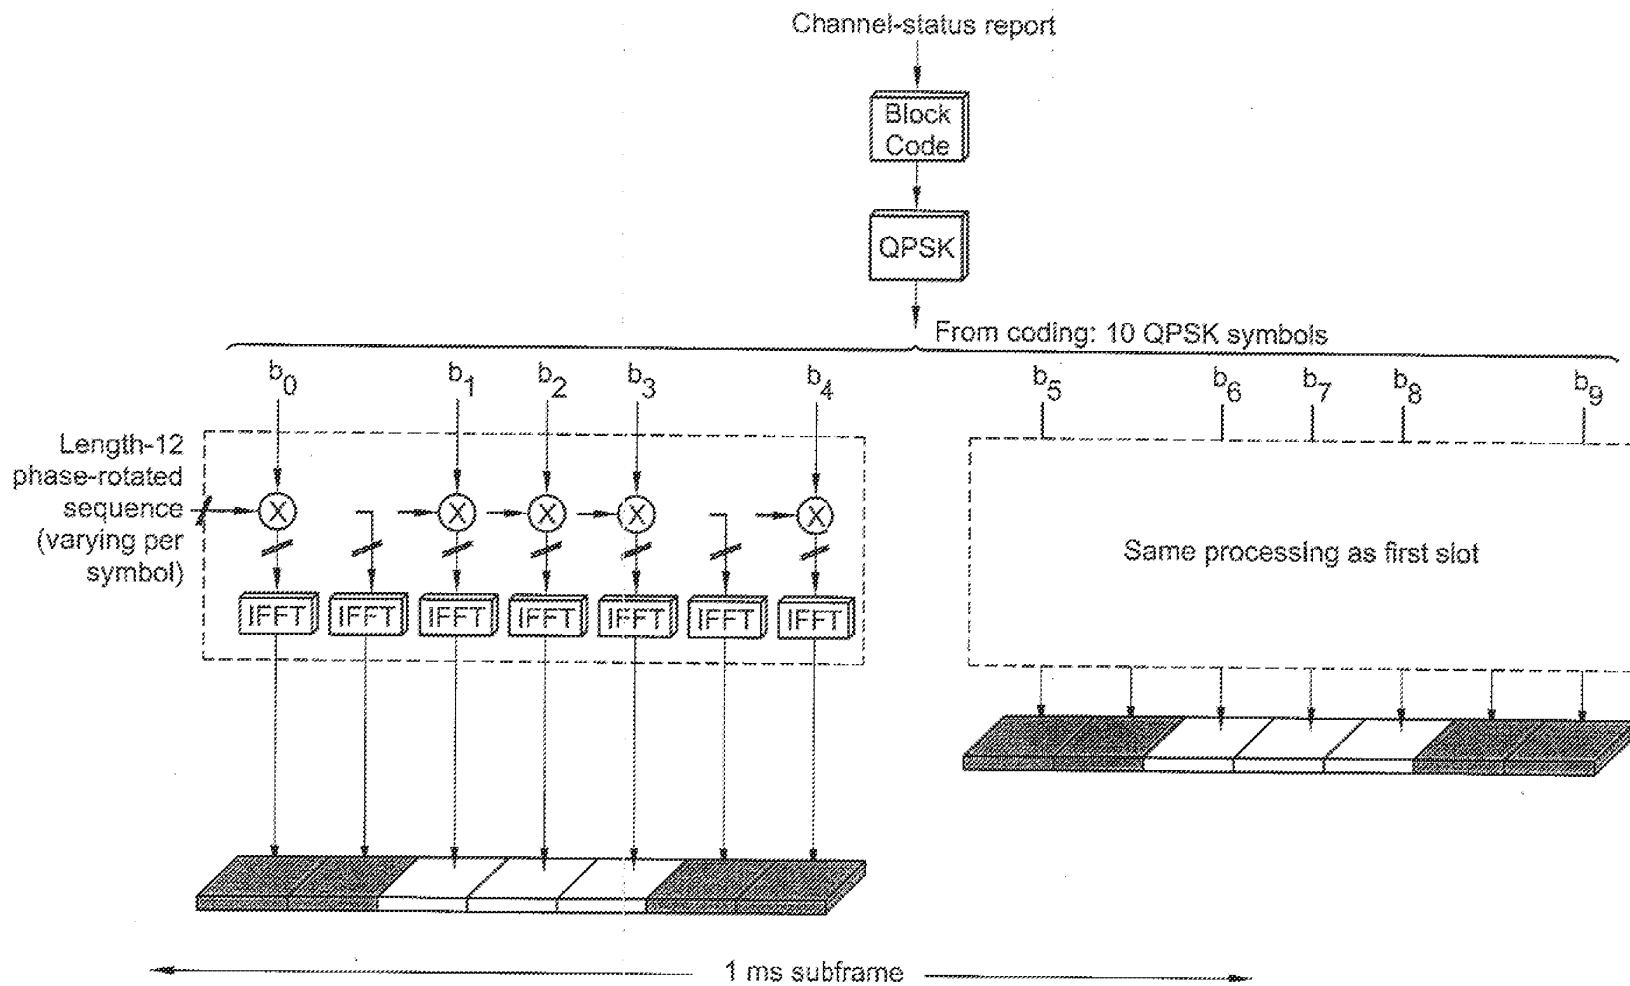 Channel-status report
Block
Code
QPSK
From coding: 10 QPSK symbols
b0 b1 b2 b3 b4 b5 b6 b7 b8 b9
Length-12
phase-rotated
sequence
(varying per
symbol)
X X X X X
Same processing as first slot
IFFT IFFT IFFT IFFT IFFT IFFT IFFT
1 ms subframe